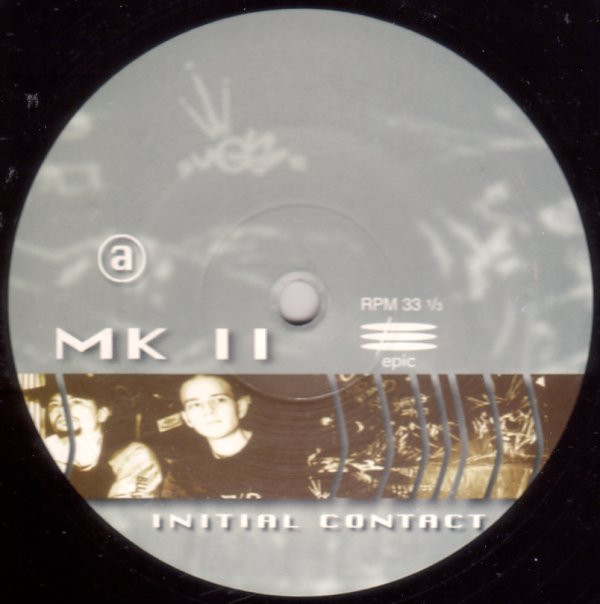 a
RPM 33 ⅓
MK II
epic
INITIAL CONTACT